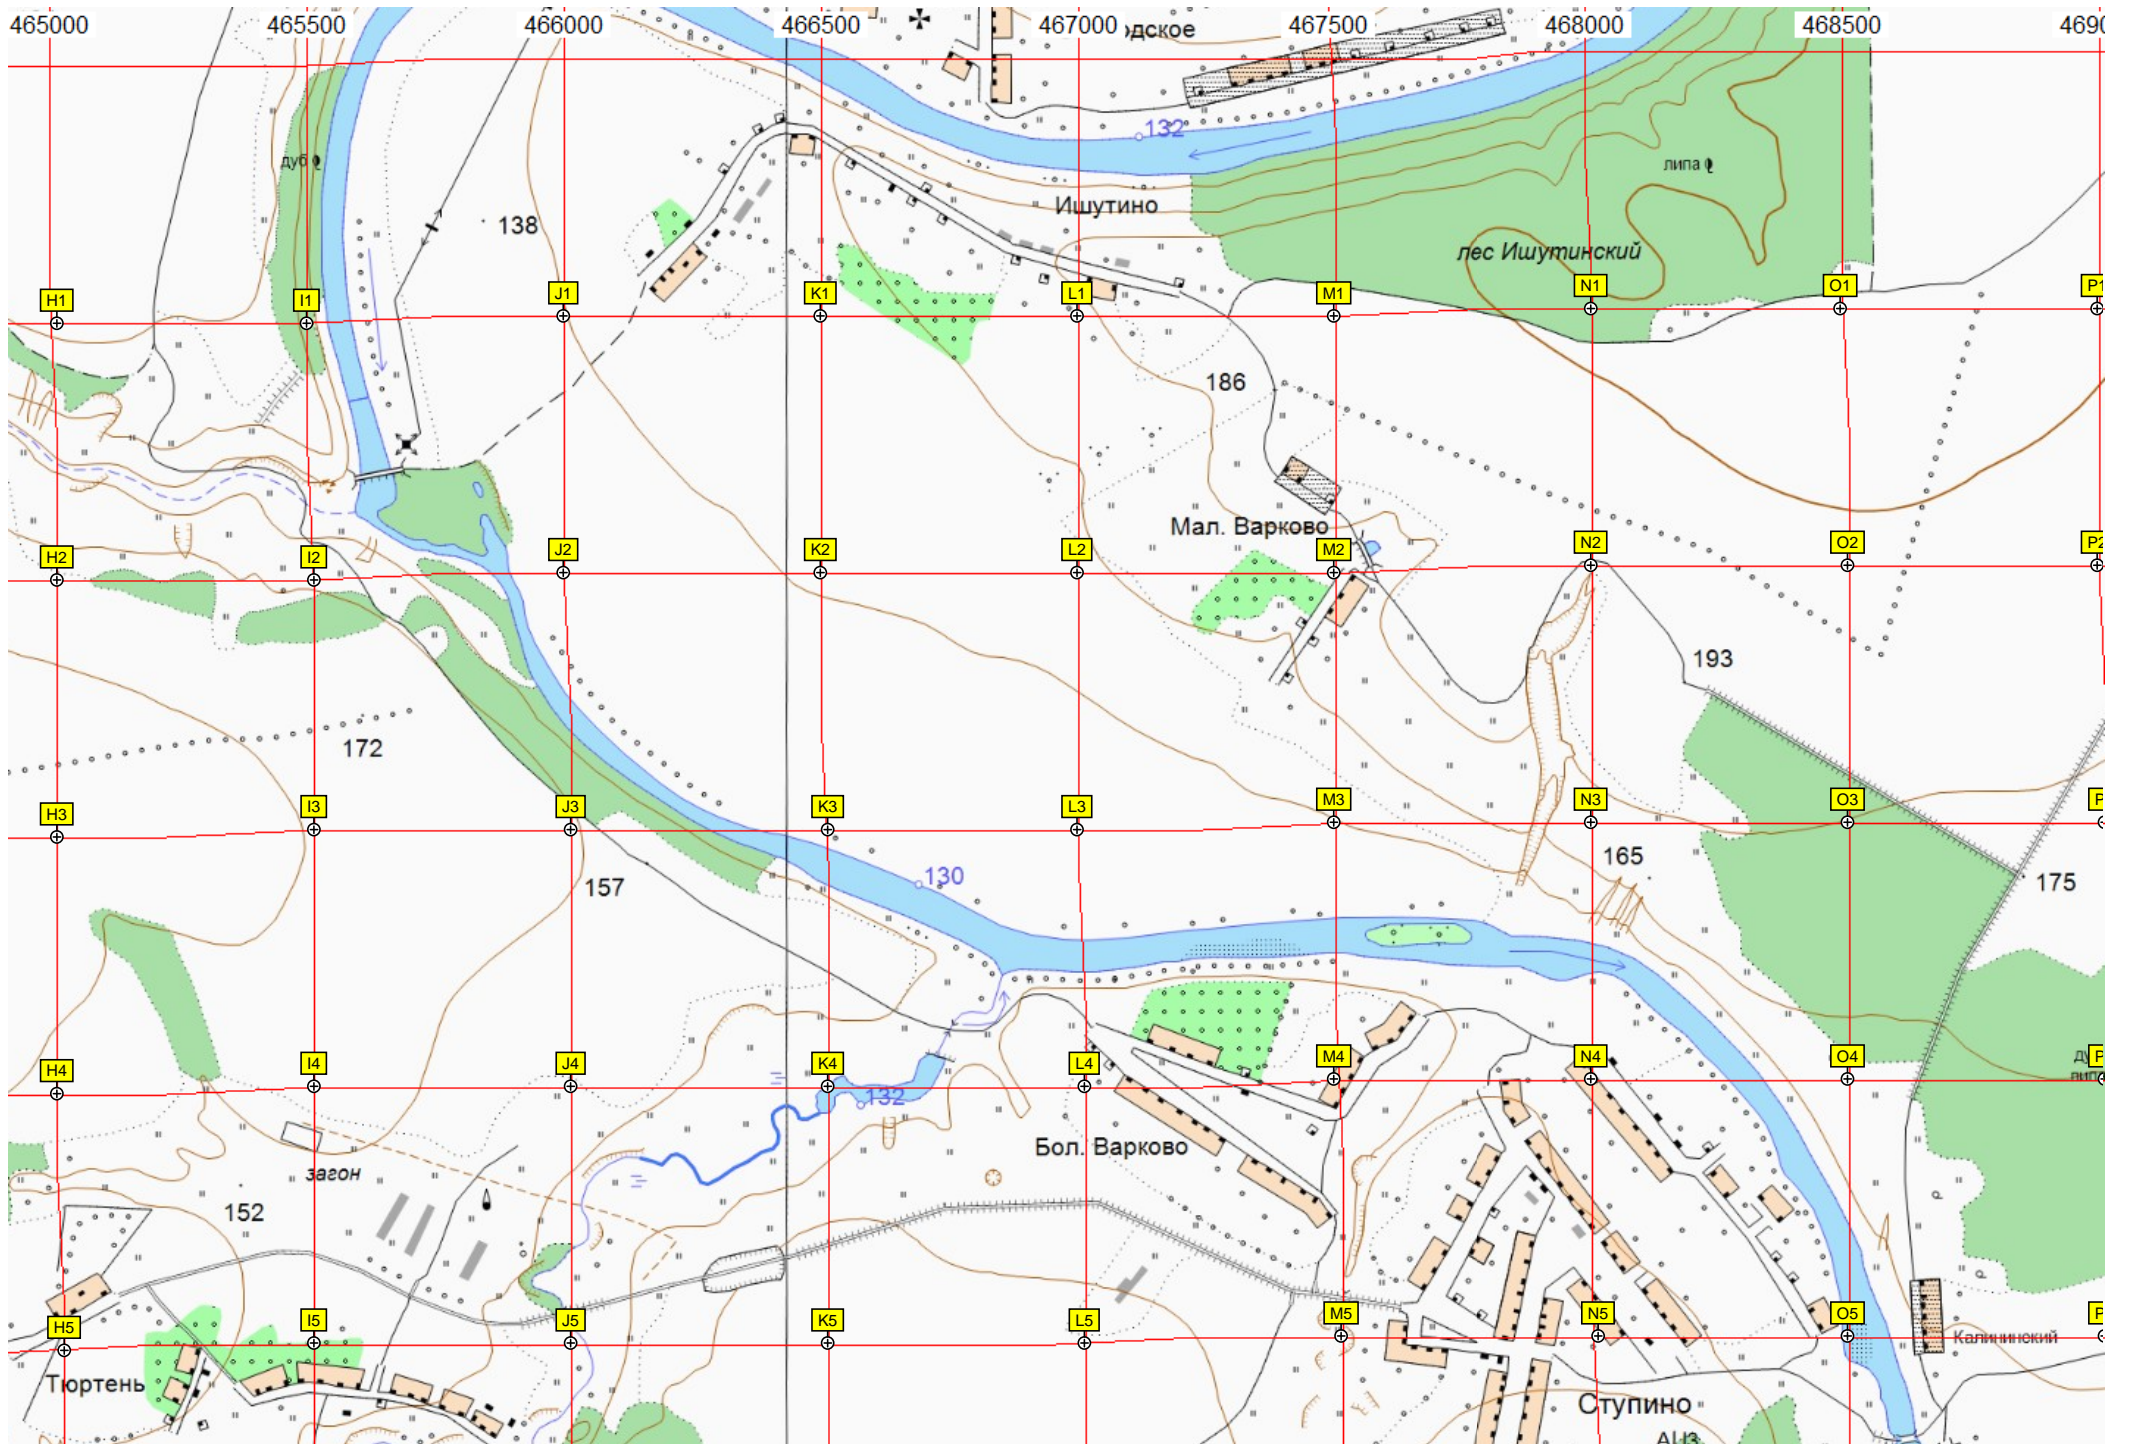 465000 465500 466000 466500 467000 467500 468000 468500
132
дуб
липа
138
Ишутино
лес Ишутинский
H1 I1 J1 K1 L1 M1 N1 O1 P1
186
Мал. Варково
H2 I2 J2 K2 L2 M2 N2 O2 P2
193
172
H3 I3 J3 K3 L3 M3 N3 O3 P
165
130
157
175
H4 I4 J4 K4 L4 M4 N4 O4 P
132
Бол. Варково
загон
152
H5 I5 J5 K5 L5 M5 N5 O5 P
Калининский
Тюртень
Ступино